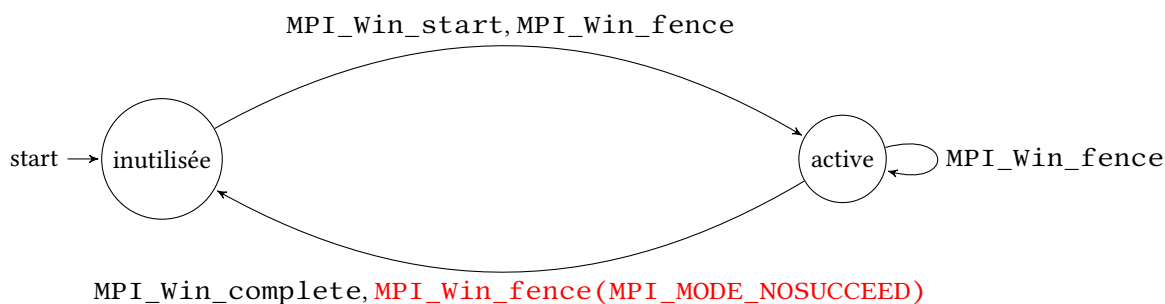 MPI_Win_start, MPI_Win_fence
start
inutilisée
active
MPI_Win_fence
MPI_Win_complete, MPI_Win_fence(MPI_MODE_NOSUCCEED)